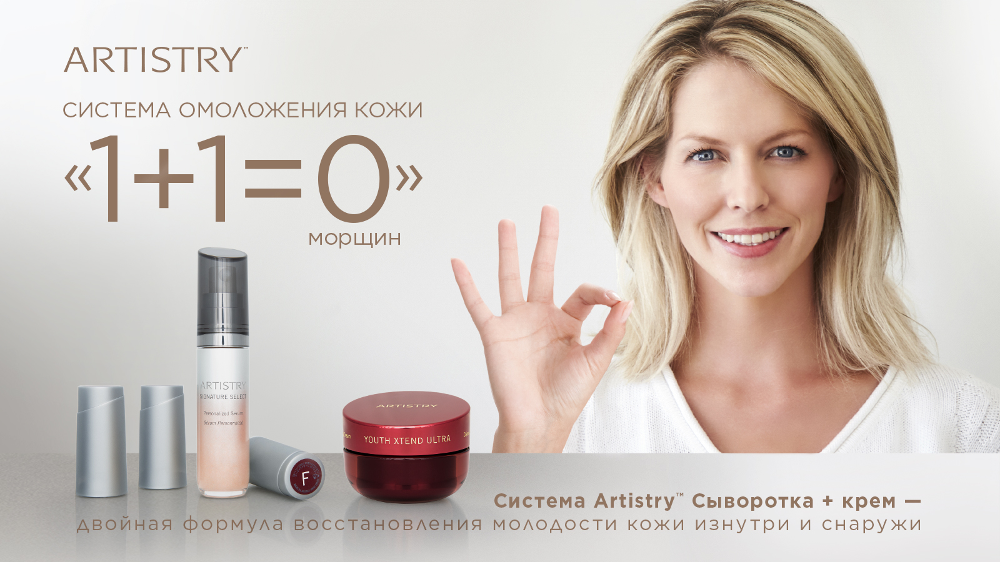 ARTISTRY™
СИСТЕМА ОМОЛОЖЕНИЯ КОЖИ
«1+1=0»
морщин
ARTISTRY
SIGNATURE SELECT
Personalized Serum
Sérum Personnalisé
F
ARTISTRY
YOUTH XTEND ULTRA
Система Artistry™ Сыворотка + крем —
двойная формула восстановления молодости кожи изнутри и снаружи